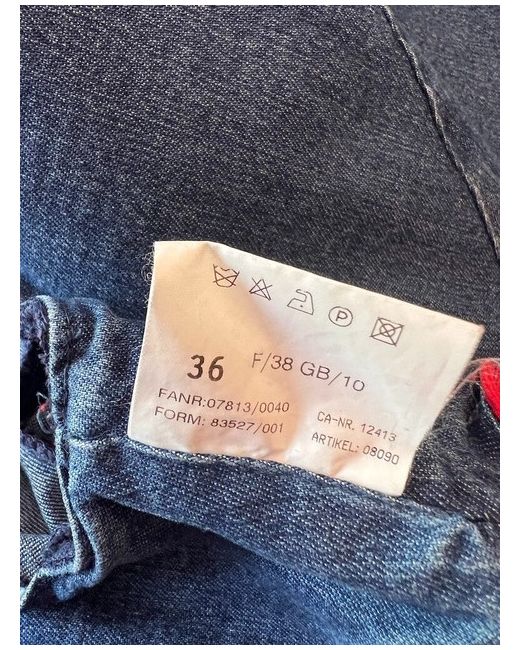 P
36 F/38 GB/10
FANR:07813/0040 CA-NR. 12413
FORM: 83527/001 ARTIKEL: 08090